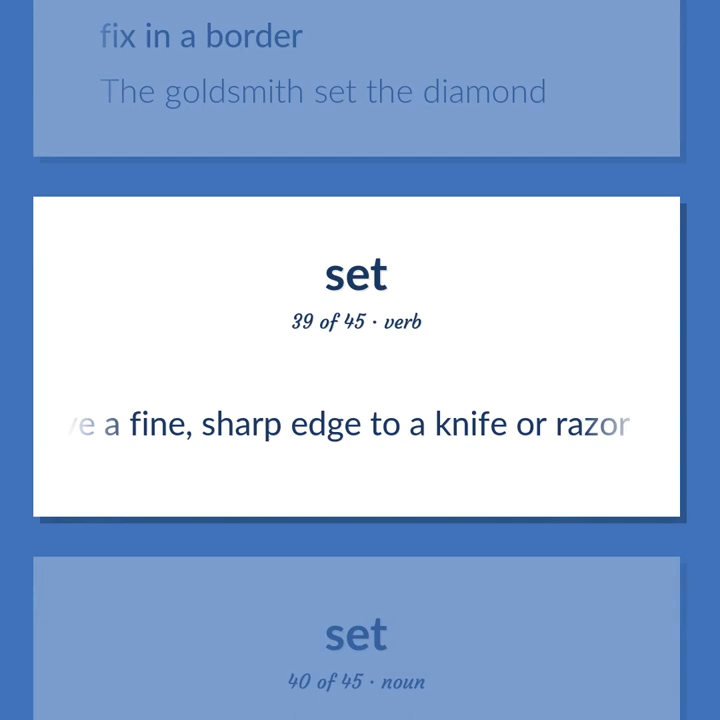 fix in a border
The goldsmith set the diamond
set
39 of 45 · verb
ve a fine, sharp edge to a knife or razor
set
40 of 45 · noun